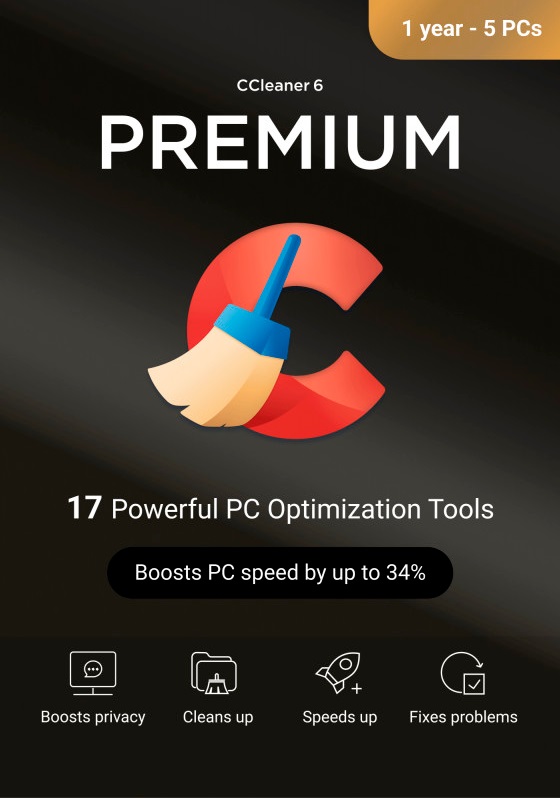 1 year - 5 PCs
CCleaner 6
PREMIUM
17 Powerful PC Optimization Tools
Boosts PC speed by up to 34%
Boosts privacy
Cleans up
Speeds up
Fixes problems